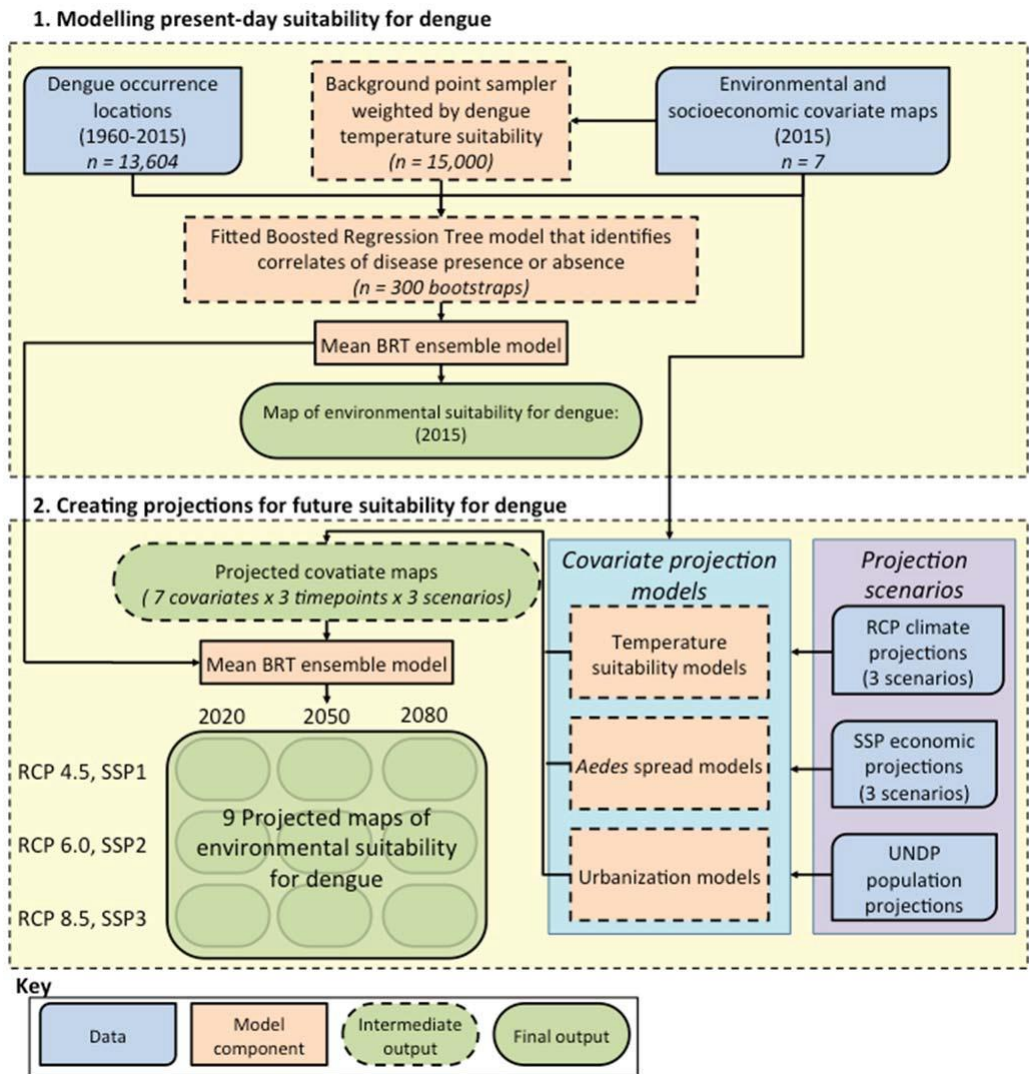 1. Modelling present-day suitability for dengue
Dengue occurrence
locations
(1960-2015)
n = 13,604
Background point sampler
weighted by dengue
temperature suitability
(n = 15,000)
Environmental and
socioeconomic covariate maps
(2015)
n = 7
Fitted Boosted Regression Tree model that identifies
correlates of disease presence or absence
(n = 300 bootstraps)
Mean BRT ensemble model
Map of environmental suitability for dengue:
(2015)
2. Creating projections for future suitability for dengue
Projected covatiate maps
( 7 covariates x 3 timepoints x 3 scenarios)
Mean BRT ensemble model
2020 2050 2080
RCP 4.5, SSP1
RCP 6.0, SSP2
RCP 8.5, SSP3
9 Projected maps of
environmental suitability
for dengue
Covariate projection
models
Temperature
suitability models
Aedes spread models
Urbanization models
Projection
scenarios
RCP climate
projections
(3 scenarios)
SSP economic
projections
(3 scenarios)
UNDP
population
projections
Key
Data
Model
component
Intermediate
output
Final output